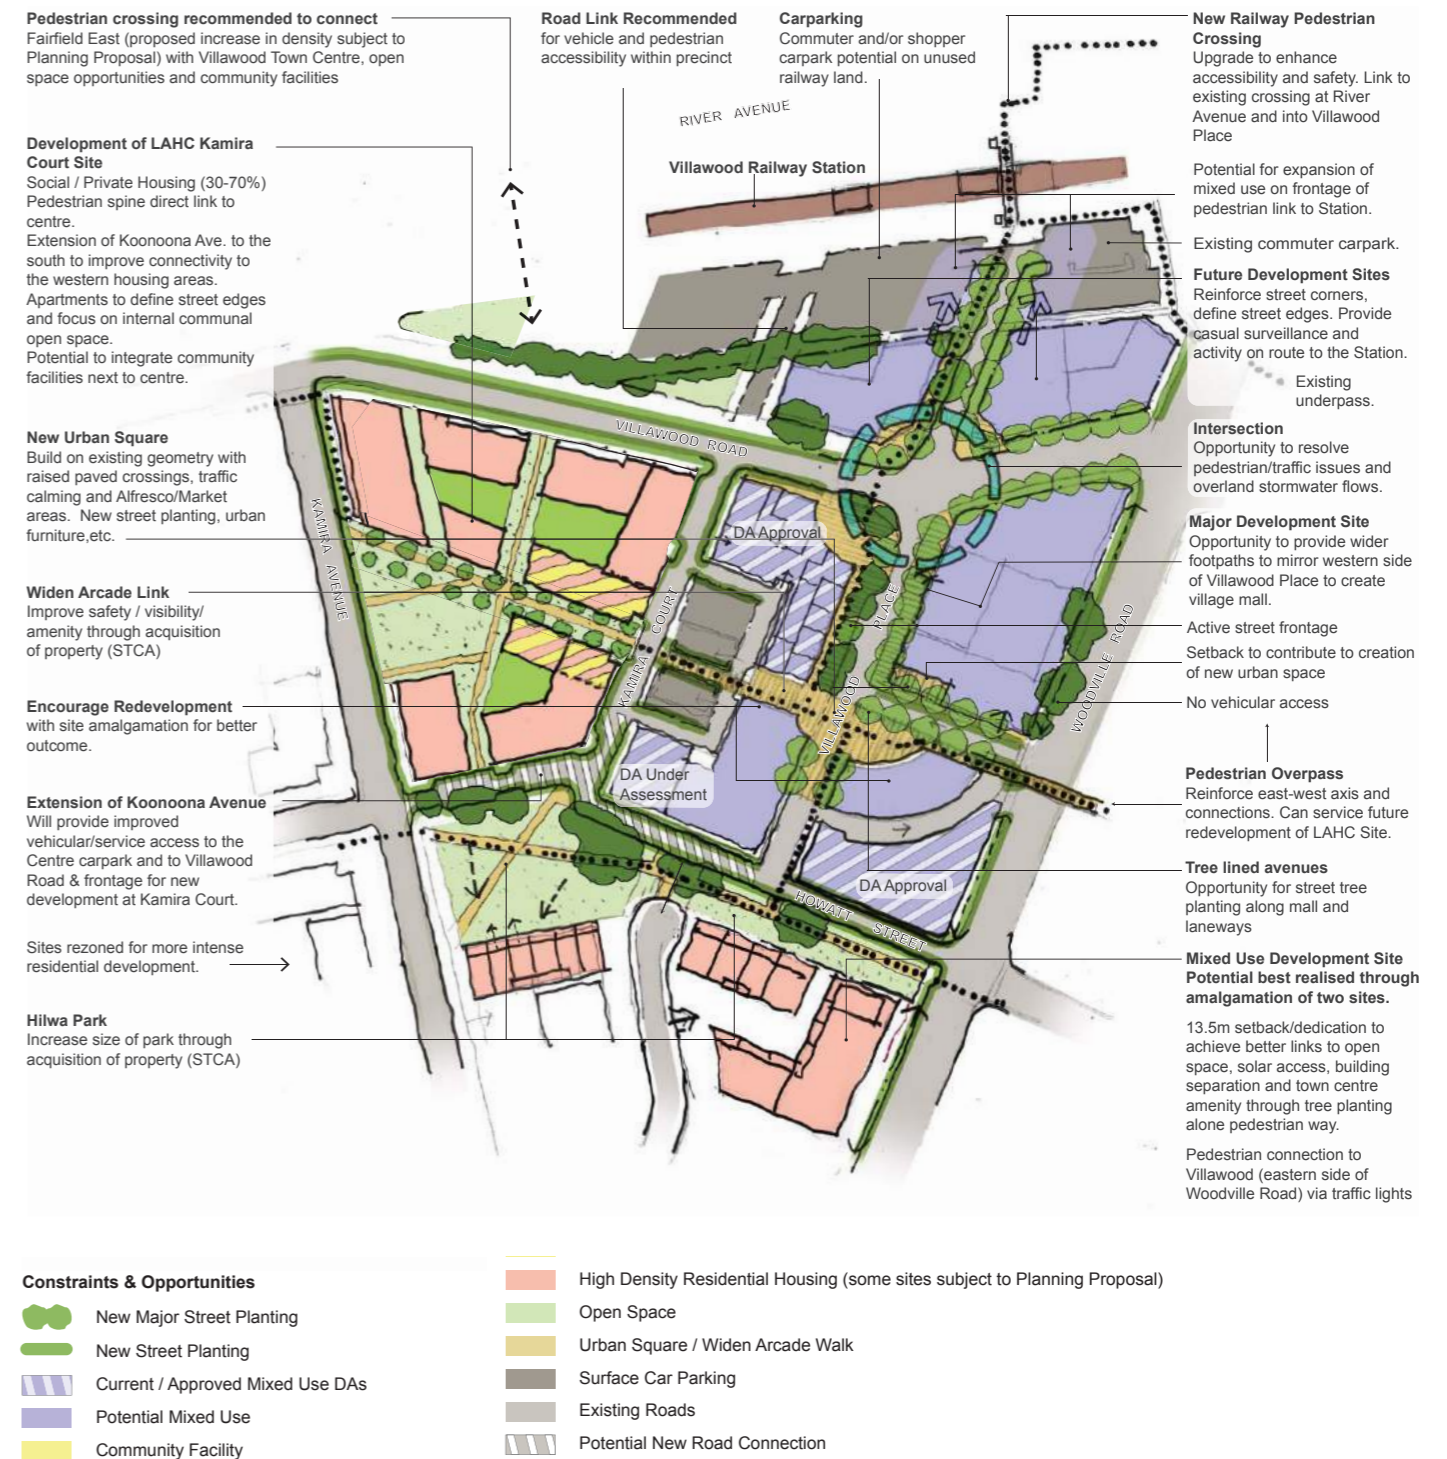 Pedestrian crossing recommended to connect
Fairfield East (proposed increase in density subject to
Planning Proposal) with Villawood Town Centre, open
space opportunities and community facilities
Road Link Recommended
for vehicle and pedestrian
accessibility within precinct
Carparking
Commuter and/or shopper
carpark potential on unused
railway land.
New Railway Pedestrian
Crossing
Upgrade to enhance
accessibility and safety. Link to
existing crossing at River
Avenue and into Villawood
Place
RIVER AVENUE
Villawood Railway Station
Development of LAHC Kamira
Court Site
Social / Private Housing (30-70%)
Pedestrian spine direct link to
centre.
Extension of Koonoona Ave. to the
south to improve connectivity to
the western housing areas.
Apartments to define street edges
and focus on internal communal
open space.
Potential to integrate community
facilities next to centre.
Potential for expansion of
mixed use on frontage of
pedestrian link to Station.
Existing commuter carpark.
Future Development Sites
Reinforce street corners,
define street edges. Provide
casual surveillance and
activity on route to the Station.
Existing
underpass.
New Urban Square
Build on existing geometry with
raised paved crossings, traffic
calming and Alfresco/Market
areas. New street planting, urban
furniture,etc.
VILLAWOOD ROAD
Intersection
Opportunity to resolve
pedestrian/traffic issues and
overland stormwater flows.
KAMIRA AVENUE
DA Approval
Major Development Site
Opportunity to provide wider
footpaths to mirror western side
of Villawood Place to create
village mall.
Widen Arcade Link
Improve safety / visibility/
amenity through acquisition
of property (STCA)
KAMIRA COURT
VILLAWOOD PLACE
WOODVILLE ROAD
Active street frontage
Setback to contribute to creation
of new urban space
No vehicular access
Encourage Redevelopment
with site amalgamation for better
outcome.
DA Under
Assessment
Pedestrian Overpass
Reinforce east-west axis and
connections. Can service future
redevelopment of LAHC Site.
Extension of Koonoona Avenue
Will provide improved
vehicular/service access to the
Centre carpark and to Villawood
Road & frontage for new
development at Kamira Court.
DA Approval
HOWATT STREET
Tree lined avenues
Opportunity for street tree
planting along mall and
laneways
Sites rezoned for more intense
residential development.
Mixed Use Development Site
Potential best realised through
amalgamation of two sites.
13.5m setback/dedication to
achieve better links to open
space, solar access, building
separation and town centre
amenity through tree planting
alone pedestrian way.
Pedestrian connection to
Villawood (eastern side of
Woodville Road) via traffic lights
Hilwa Park
Increase size of park through
acquisition of property (STCA)
Constraints & Opportunities
New Major Street Planting
New Street Planting
Current / Approved Mixed Use DAs
Potential Mixed Use
Community Facility
High Density Residential Housing (some sites subject to Planning Proposal)
Open Space
Urban Square / Widen Arcade Walk
Surface Car Parking
Existing Roads
Potential New Road Connection